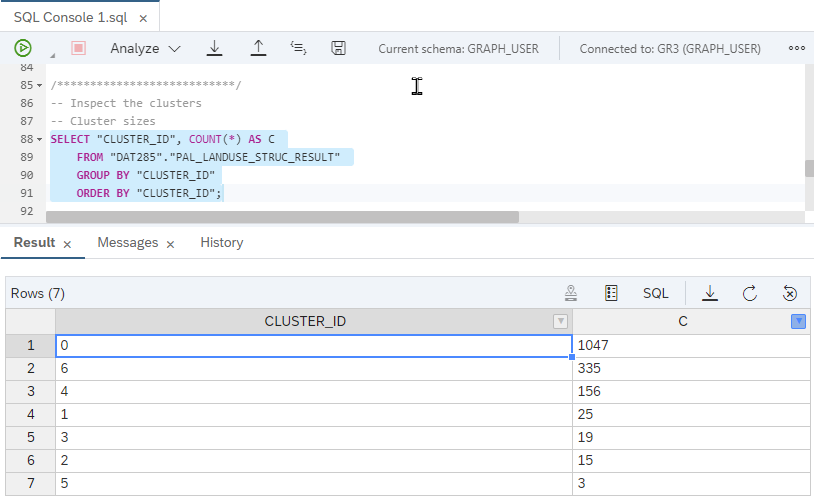 SQL Console 1.sql ×
Analyze Current schema: GRAPH_USER Connected to: GR3 (GRAPH_USER)
84
85 /***************************/
86 -- Inspect the clusters
87 -- Cluster sizes
88 SELECT "CLUSTER_ID", COUNT(*) AS C
89 FROM "DAT285"."PAL_LANDUSE_STRUC_RESULT"
90 GROUP BY "CLUSTER_ID"
91 ORDER BY "CLUSTER_ID";
92
Result × Messages × History
Rows (7) SQL
CLUSTER_ID C
1 0 1047
2 6 335
3 4 156
4 1 25
5 3 19
6 2 15
7 5 3